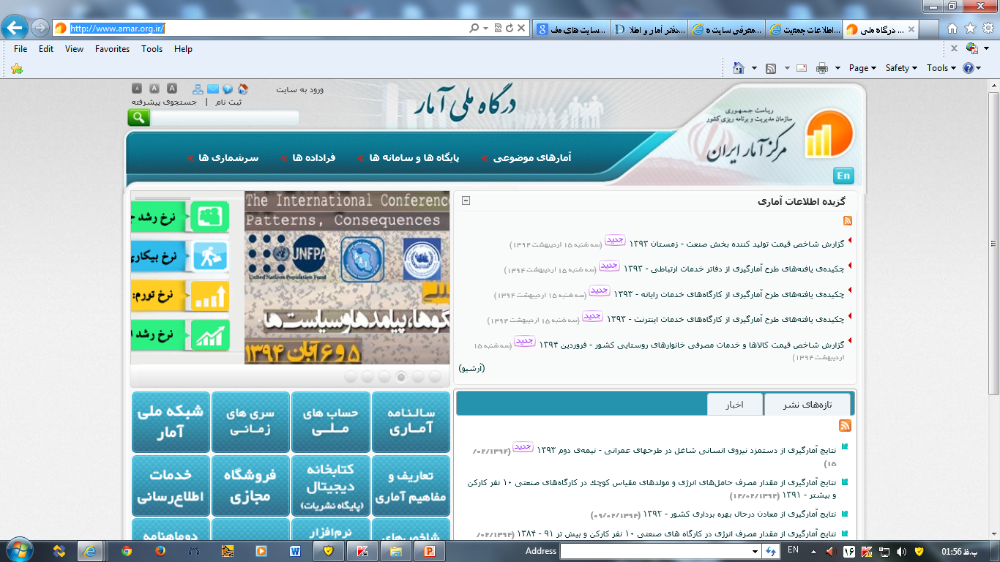 http://www.amar.org.ir/
سایت های مف...
دفتر آمار و اطلا...
معرفي سايت ه...
اطلاعات جمعیت...
درگاه ملی ...
File Edit View Favorites Tools Help
Page Safety Tools
A A A
ورود به سایت
ثبت نام | جستجوی پیشرفته
درگاه ملی آمار
ریاست جمهوری
سازمان مدیریت و برنامه ریزی کشور
مرکز آمار ایران
En
آمارهای موضوعی » پایگاه ها و سامانه ها » فراداده ها » سرشماری ها »
گزیده اطلاعات آماری
گزارش شاخص قیمت تولید کننده بخش صنعت - زمستان ۱۳۹۳ جدید (سه شنبه ۱۵ اردیبهشت ۱۳۹۴)
چکیده‌ی یافته‌های طرح آمارگیری از دفاتر خدمات ارتباطی - ۱۳۹۳ جدید (سه شنبه ۱۵ اردیبهشت ۱۳۹۴)
چکیده‌ی یافته‌های طرح آمارگیری از کارگاه‌های خدمات رایانه - ۱۳۹۳ جدید (سه شنبه ۱۵ اردیبهشت ۱۳۹۴)
چکیده‌ی یافته‌های طرح آمارگیری از کارگاه‌های خدمات اینترنت - ۱۳۹۳ جدید (سه شنبه ۱۵ اردیبهشت ۱۳۹۴)
گزارش شاخص قیمت کالاها و خدمات مصرفی خانوارهای روستایی کشور - فروردین ۱۳۹۴ جدید (سه شنبه ۱۵
اردیبهشت ۱۳۹۴)
(آرشیو)
The International Conference
Patterns, Consequences
UNFPA
United Nations Population Fund
للی
گوها، پیامدها و سیاست‌ها
۵ و ۶ آبان ۱۳۹۴
نرخ رشد ج
نرخ بیکاری
نرخ تورم:
نرخ رشد ا
تازه‌های نشر
اخبار
نتایج آمارگیری از دستمزد نیروی انسانی شاغل در طرحهای عمرانی - نیمه‌ی دوم ۱۳۹۳ جدید (۱۳۹۴/۰۲/
۱۵)
نتایج آمارگیری از مقدار مصرف حامل‌های انرژی و مولدهای مقیاس کوچک در کارگاه‌های صنعتی ۱۰ نفر کارکن
و بیشتر - ۱۳۹۱ (۱۳۹۴/۰۲/۱۴)
نتایج آمارگیری از معادن درحال بهره برداری کشور - ۱۳۹۲ (۱۳۹۴/۰۲/۰۹)
نتایج آمارگیری از مقدار مصرف انرژی در کارگاه های صنعتی ۱۰ نفر کارکن و بیش تر ۹۱ - ۱۳۸۴ (۱۳۹۴/۰۲/
سالنامه آماری
حساب های ملی
سری های زمانی
شبکه ملی آمار
تعاریف و مفاهیم آماری
کتابخانه دیجیتال (پایگاه نشریات)
فروشگاه مجازی
خدمات اطلاع‌رسانی
شاخص‌های
نرم‌افزار
دوماهنامه
Address
EN
۱۶
01:56 ب.ظ